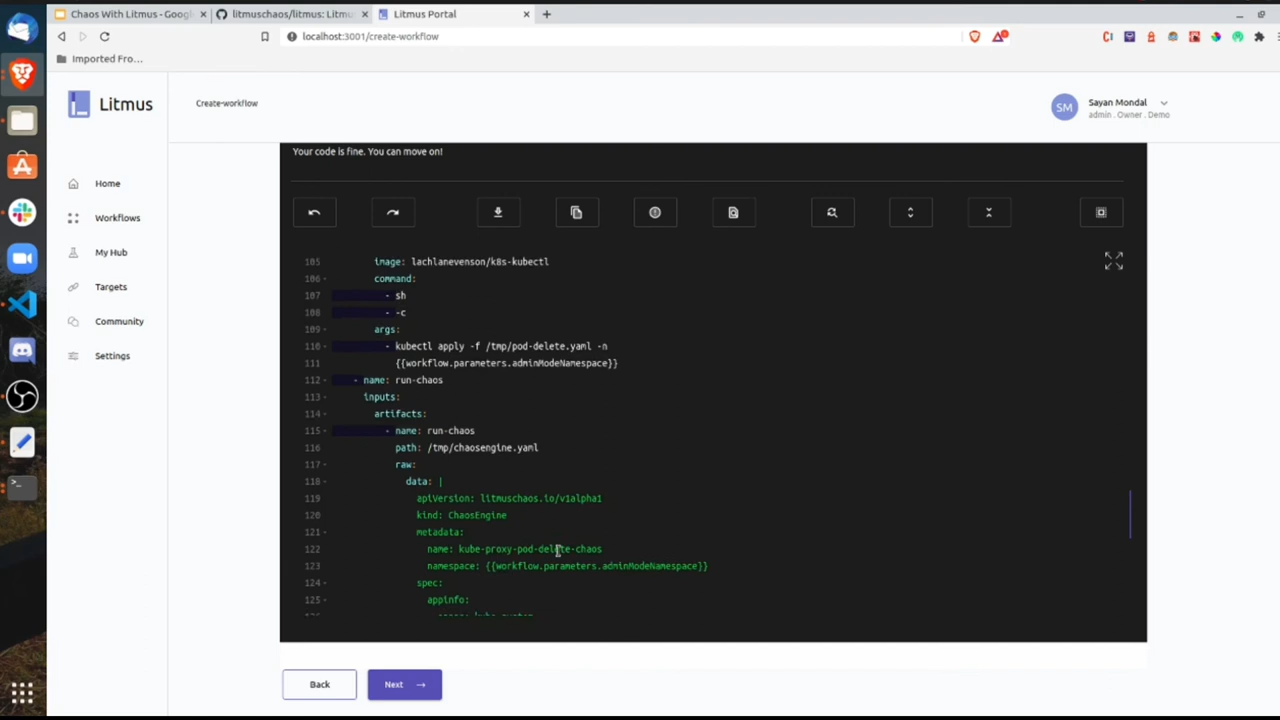 Chaos With Litmus - Goog
litmuschaos/litmus: Litmu
Litmus Portal
localhost:3001/create-workflow
Imported Fro...
Litmus
Create-workflow
SM
Sayan Mondal
admin . Owner . Demo
Home
Workflows
My Hub
Targets
Community
Settings
Your code is fine. You can move on!
105 image: lachlanevenson/k8s-kubectl
106 command:
107 - sh
108 - -c
109 args:
110 - kubectl apply -f /tmp/pod-delete.yaml -n
111 {{workflow.parameters.adminModeNamespace}}
112 - name: run-chaos
113 inputs:
114 artifacts:
115 - name: run-chaos
116 path: /tmp/chaosengine.yaml
117 raw:
118 data: |
119 apiVersion: litmuschaos.io/v1alpha1
120 kind: ChaosEngine
121 metadata:
122 name: kube-proxy-pod-delete-chaos
123 namespace: {{workflow.parameters.adminModeNamespace}}
124 spec:
125 appinfo:
Back
Next →